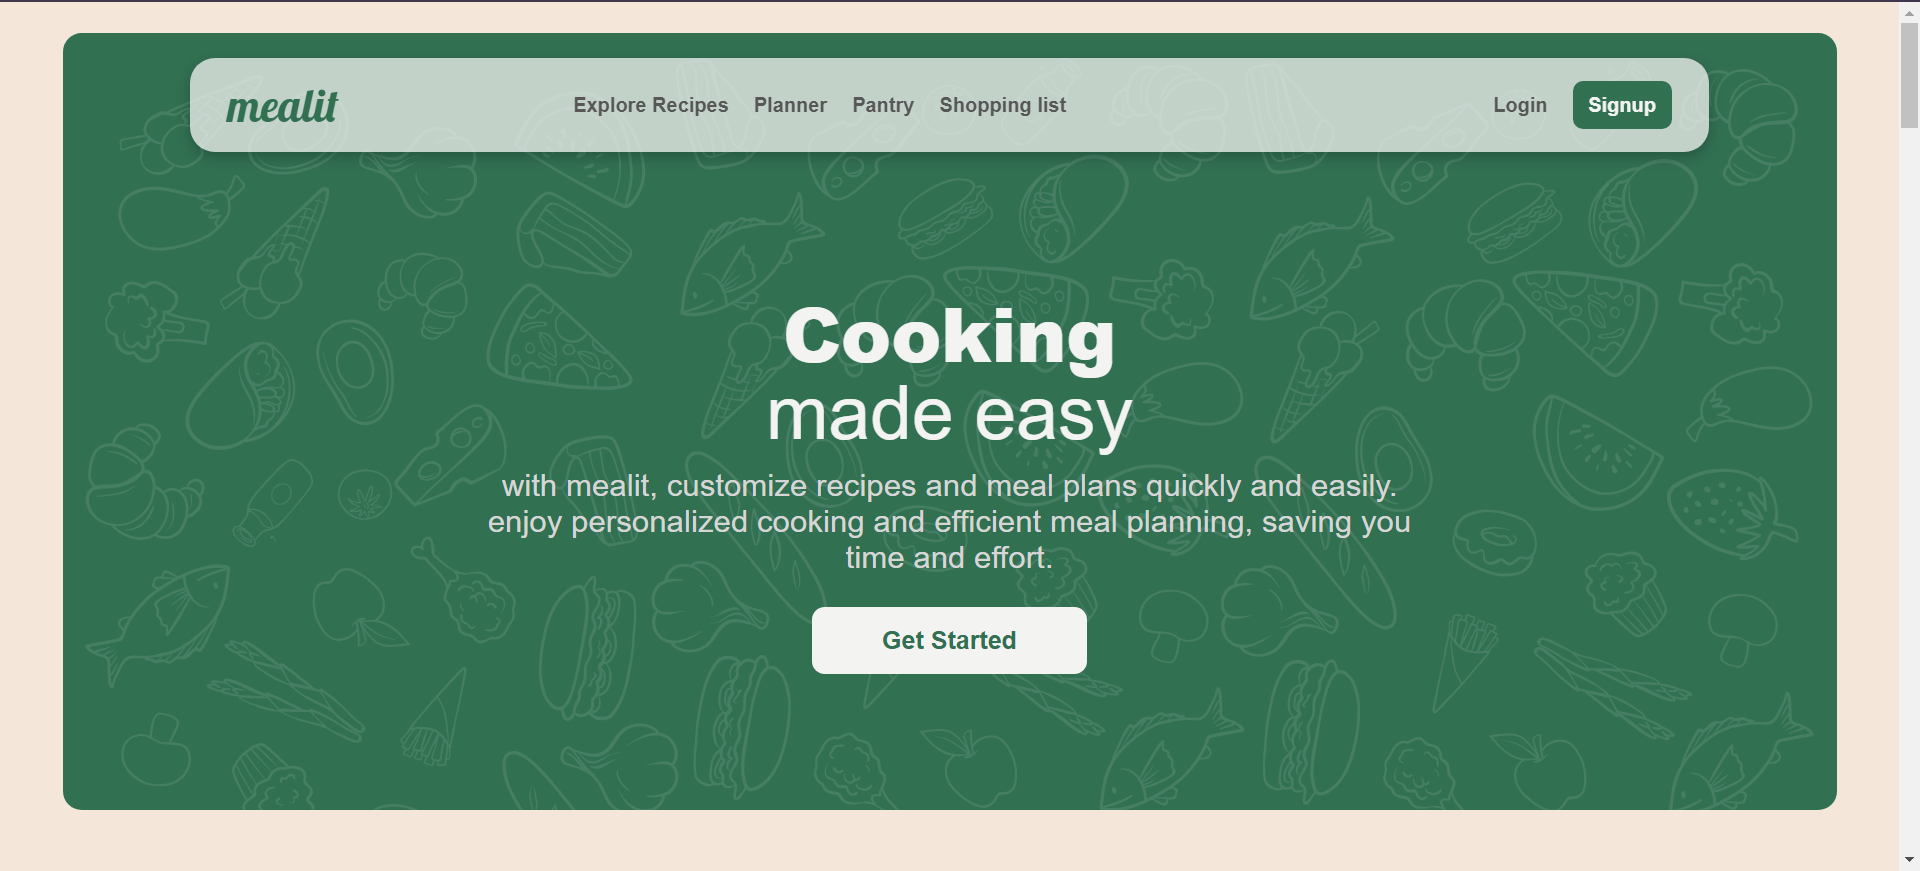 mealit
Explore Recipes Planner Pantry Shopping list Login Signup
Cooking
made easy
with mealit, customize recipes and meal plans quickly and easily.
enjoy personalized cooking and efficient meal planning, saving you
time and effort.
Get Started